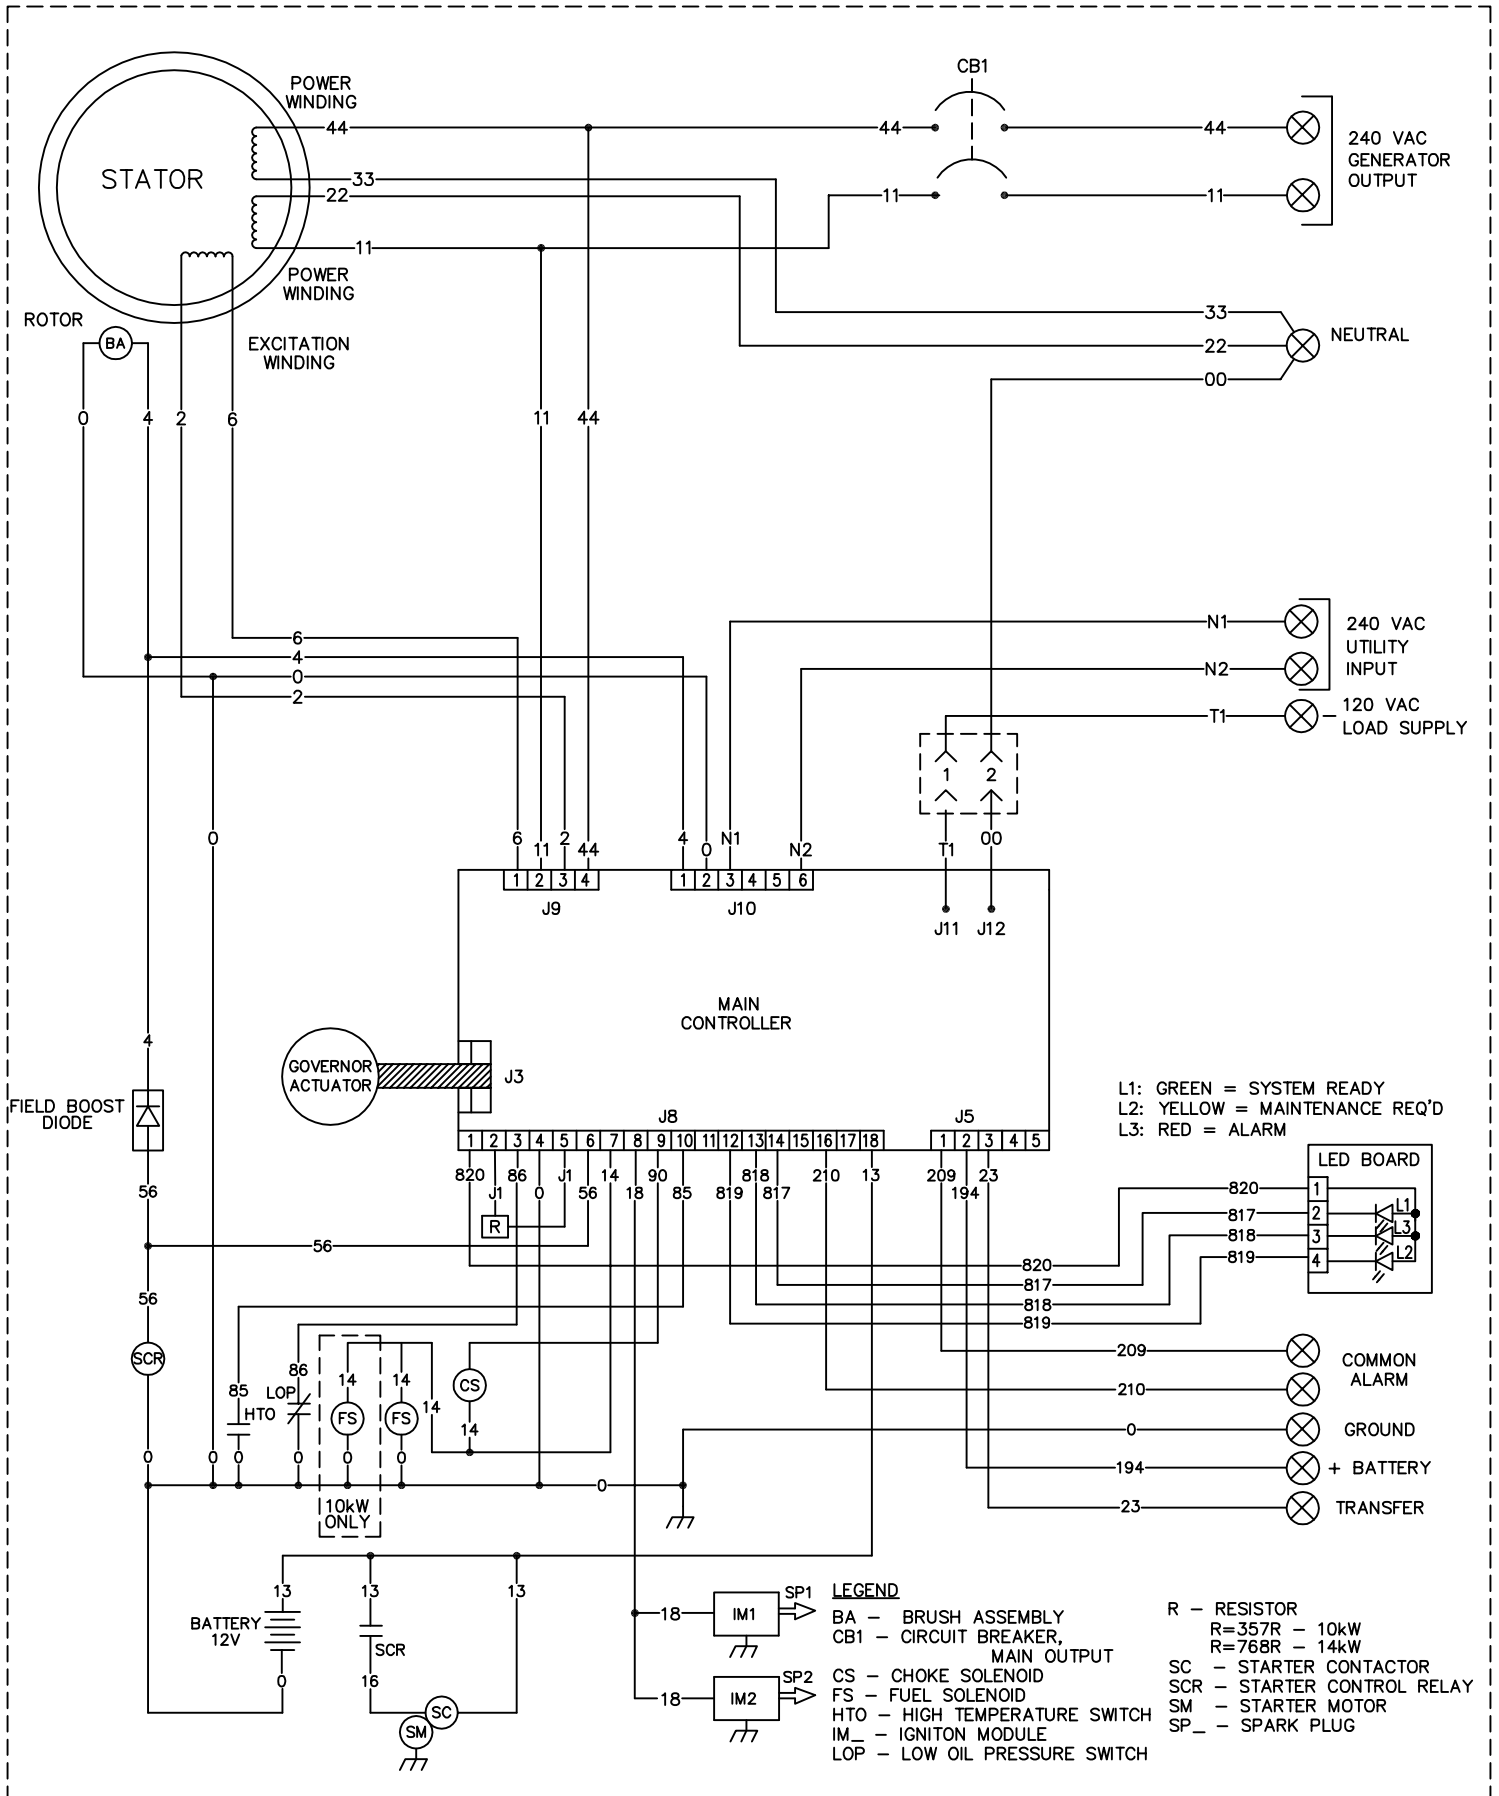 CB1
POWER
WINDING
44
44
44
240 VAC
GENERATOR
OUTPUT
STATOR
33
22
11
11
11
POWER
WINDING
33
ROTOR
BA
EXCITATION
WINDING
22
NEUTRAL
00
0
4
2
6
11
44
N1
240 VAC
UTILITY
INPUT
6
4
0
2
N2
T1
120 VAC
LOAD SUPPLY
1
2
0
6
11
2
44
4
0
N1
N2
T1
00
1
2
3
4
1
2
3
4
5
6
J9
J10
J11
J12
MAIN
CONTROLLER
4
GOVERNOR
ACTUATOR
J3
FIELD BOOST
DIODE
L1: GREEN = SYSTEM READY
L2: YELLOW = MAINTENANCE REQ'D
L3: RED = ALARM
J8
J5
1
2
3
4
5
6
7
8
9
10
11
12
13
14
15
16
17
18
1
2
3
4
5
820
J1
86
0
J1
56
14
18
90
85
819
818
817
210
13
209
194
23
LED BOARD
56
R
820
1
L1
817
2
818
3
L3
819
4
L2
56
820
817
818
819
56
SCR
209
COMMON
ALARM
210
86
14
14
85
LOP
HTO
FS
FS
14
CS
14
0
GROUND
0
0
0
0
0
0
194
+ BATTERY
0
10kW
ONLY
23
TRANSFER
13
13
13
BATTERY
12V
SCR
0
16
SC
SM
18
IM1
SP1
18
IM2
SP2
LEGEND
BA – BRUSH ASSEMBLY
CB1 – CIRCUIT BREAKER,
MAIN OUTPUT
CS – CHOKE SOLENOID
FS – FUEL SOLENOID
HTO – HIGH TEMPERATURE SWITCH
IM_ – IGNITON MODULE
LOP – LOW OIL PRESSURE SWITCH
R – RESISTOR
R=357R – 10kW
R=768R – 14kW
SC – STARTER CONTACTOR
SCR – STARTER CONTROL RELAY
SM – STARTER MOTOR
SP_ – SPARK PLUG